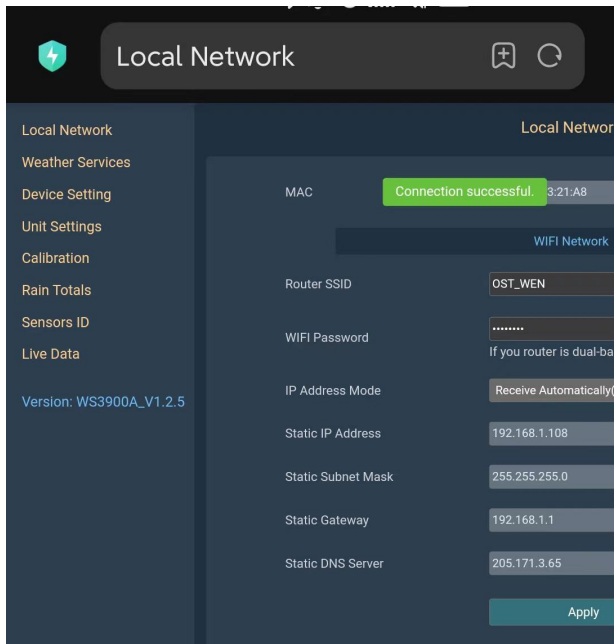 Local Network
Local Networ
Local Network
Weather Services
Device Setting
Unit Settings
Calibration
Rain Totals
Sensors ID
Live Data
Version: WS3900A_V1.2.5
MAC
Connection successful. 3:21:A8
WIFI Network
Router SSID
OST_WEN
WIFI Password
••••••••
If you router is dual-ba
IP Address Mode
Receive Automatically(
Static IP Address
192.168.1.108
Static Subnet Mask
255.255.255.0
Static Gateway
192.168.1.1
Static DNS Server
205.171.3.65
Apply